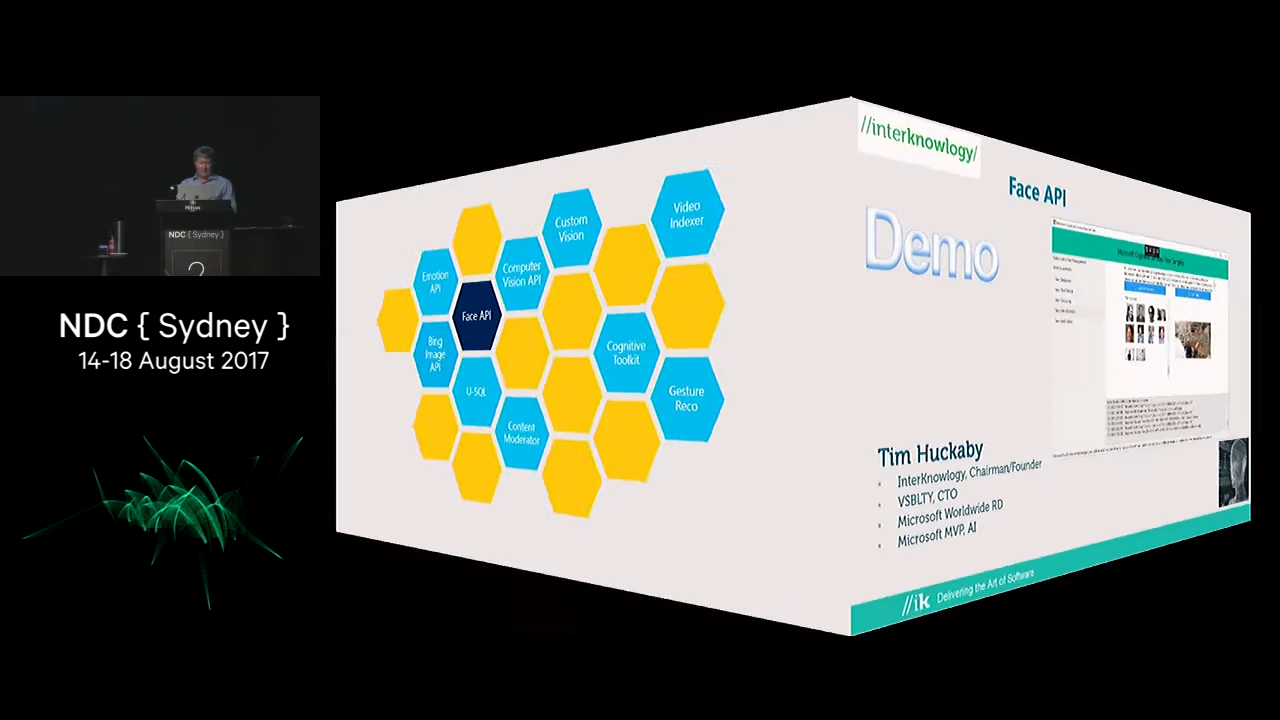 Hilton
NDC { Sydney }
2
NDC { Sydney }
14-18 August 2017
Emotion
API
Face API
Bing
Image
API
U-SQL
Computer
Vision API
Content
Moderator
Custom
Vision
Cognitive
Toolkit
Video
Indexer
Gesture
Reco
//interknowlogy/
Face API
Demo
Tim Huckaby
InterKnowlogy, Chairman/Founder
VSBLTY, CTO
Microsoft Worldwide RD
Microsoft MVP, AI
//ik Delivering the Art of Software